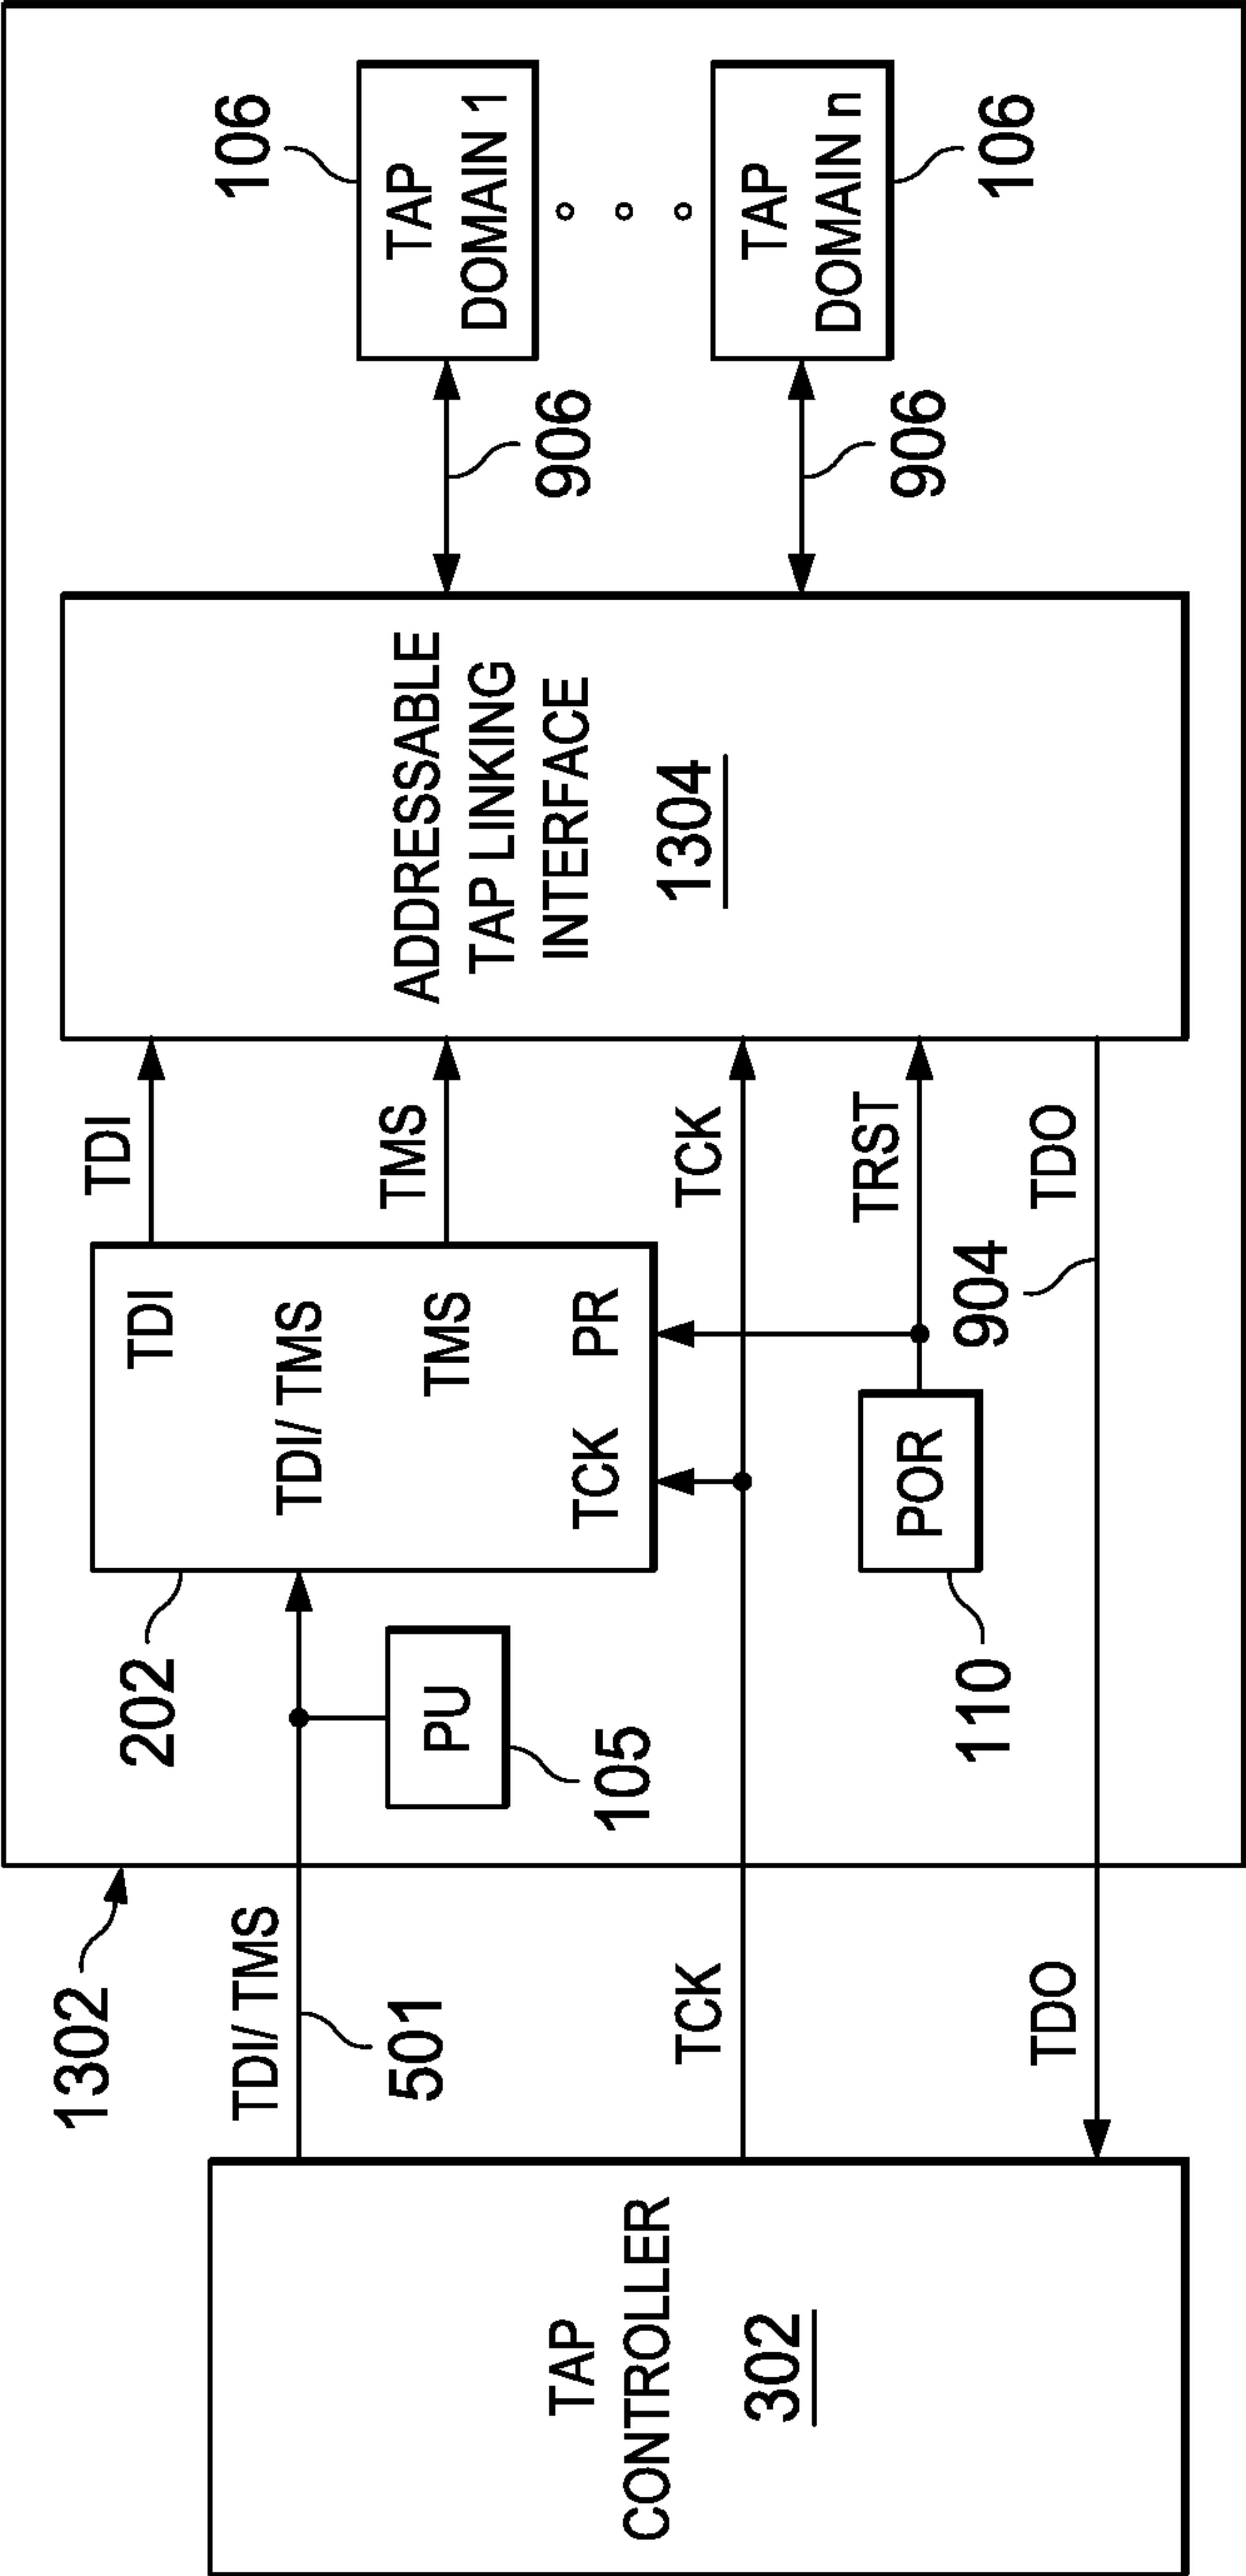 1302
TAP
CONTROLLER
302
TDI/ TMS
501
TCK
TDO
202
PU
105
TDI
TDI/ TMS
TMS
TCK
PR
POR
110
TDI
TMS
TCK
TRST
TDO
904
ADDRESSABLE
TAP LINKING
INTERFACE
1304
906
906
106
TAP
DOMAIN 1
TAP
DOMAIN n
106